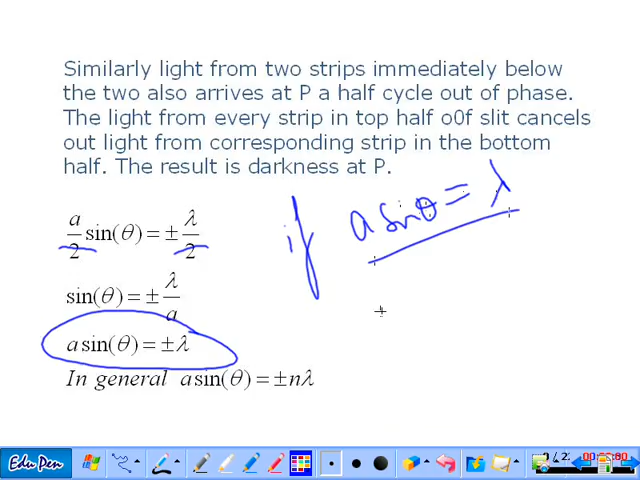 Similarly light from two strips immediately below
the two also arrives at P a half cycle out of phase.
The light from every strip in top half o0f slit cancels
out light from corresponding strip in the bottom
half. The result is darkness at P.
if a sinθ = λ
a/2 sin(θ) = ± λ/2
sin(θ) = ± λ/a
a sin(θ) = ±λ
In general a sin(θ) = ±nλ
Edu Pen